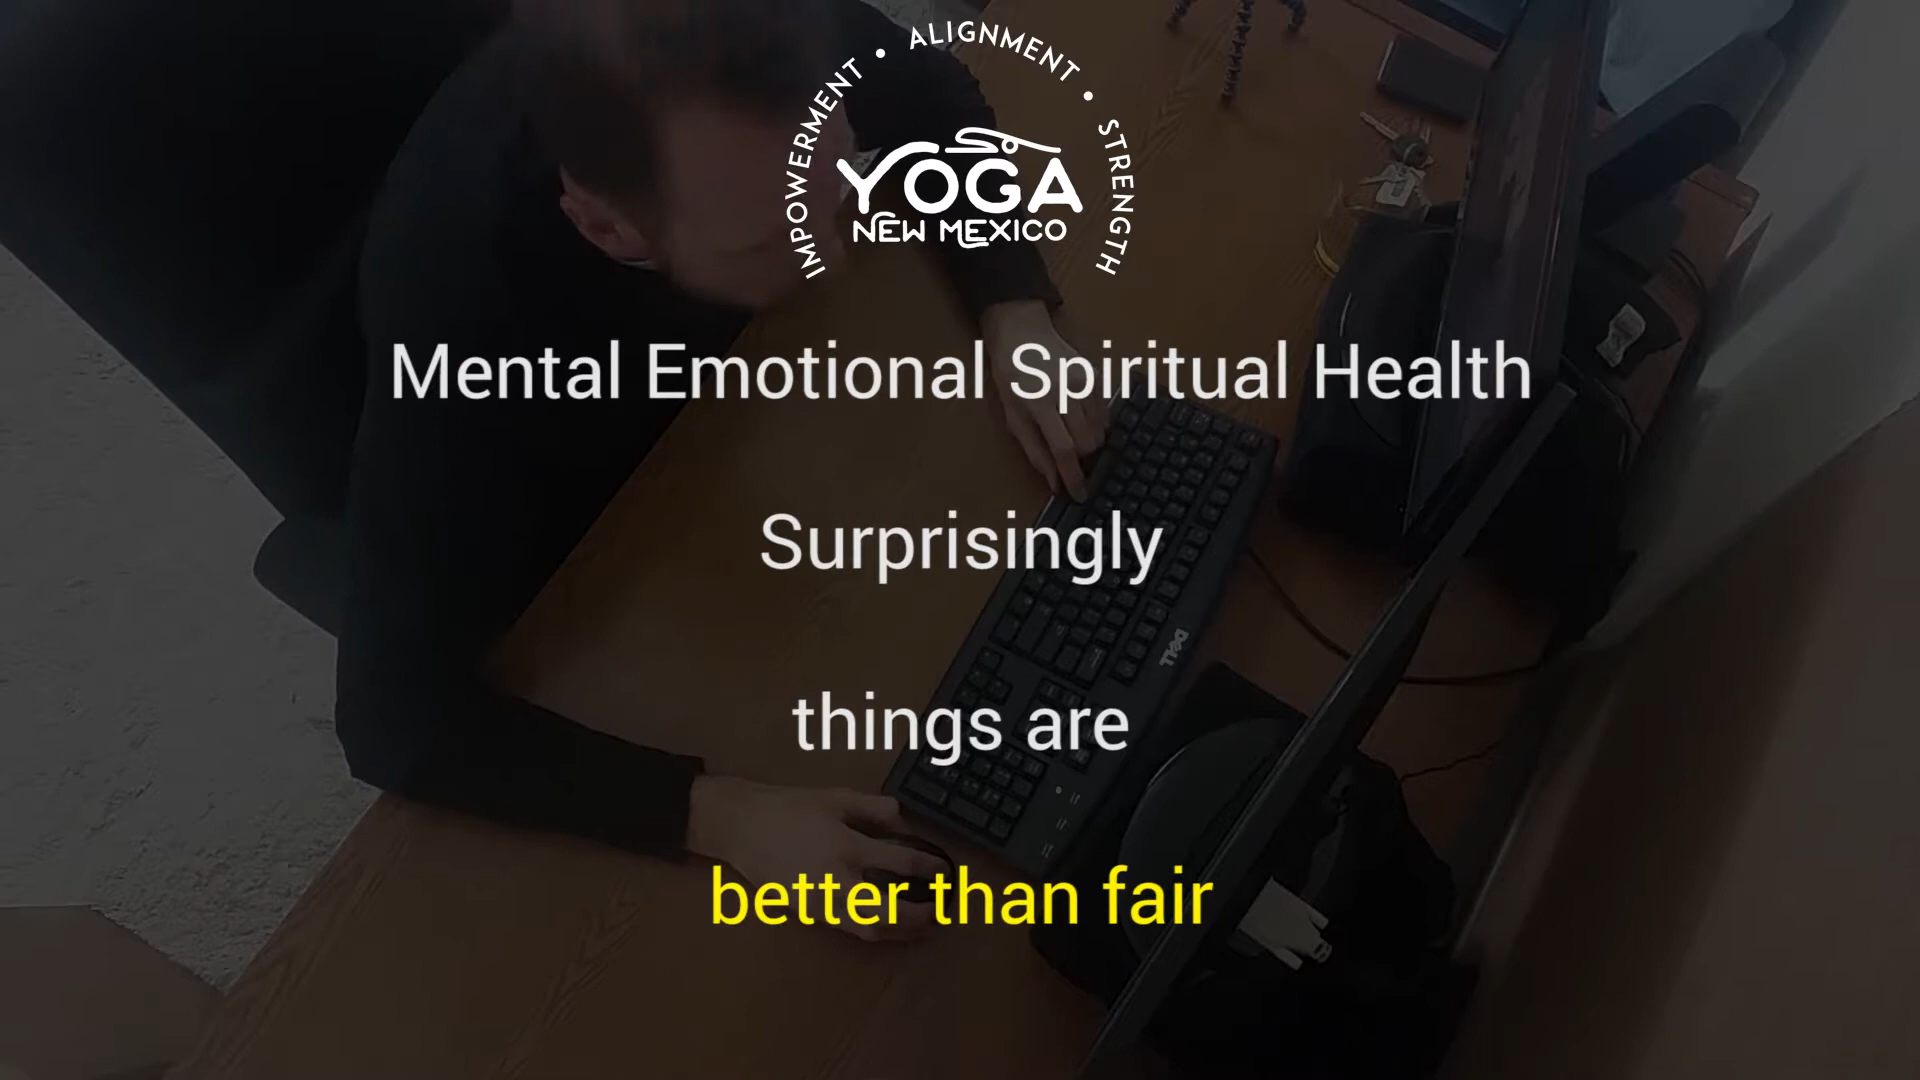 IMPOWERMENT • ALIGNMENT • STRENGTH
YOGA
NEW MEXICO
Mental Emotional Spiritual Health
Surprisingly
things are
better than fair
DELL